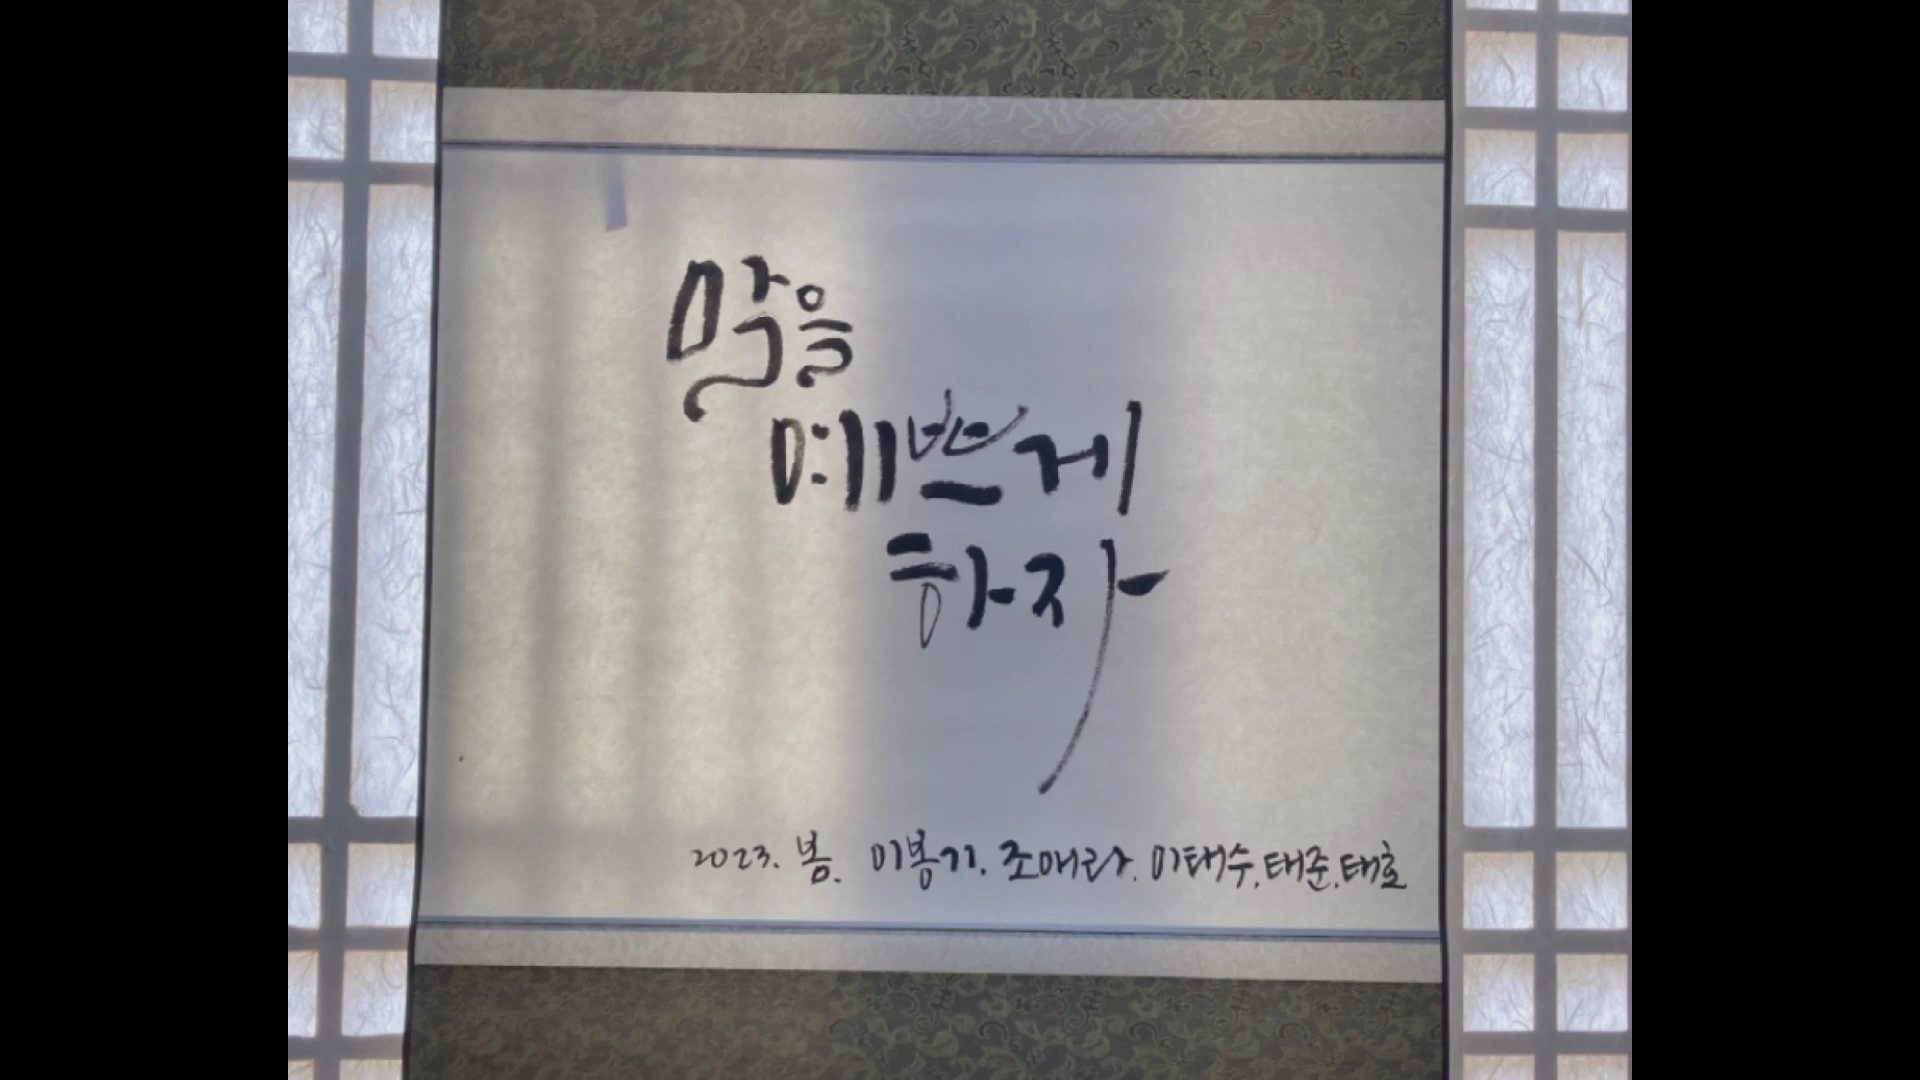 말을
예쁘게
하자
2023. 봄. 이봉기. 조애라. 이태수. 태준. 태호